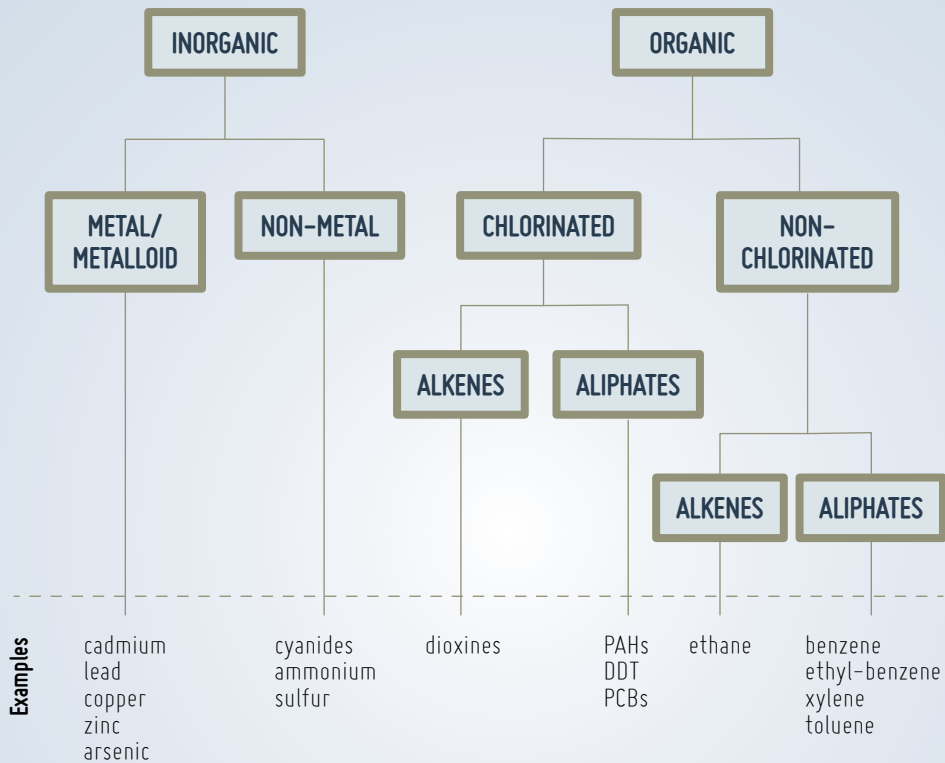 INORGANIC
ORGANIC
METAL/
METALLOID
NON-METAL
CHLORINATED
NON-
CHLORINATED
ALKENES
ALIPHATES
ALKENES
ALIPHATES
Examples
cadmium
lead
copper
zinc
arsenic
cyanides
ammonium
sulfur
dioxines
PAHs
DDT
PCBs
ethane
benzene
ethyl-benzene
xylene
toluene